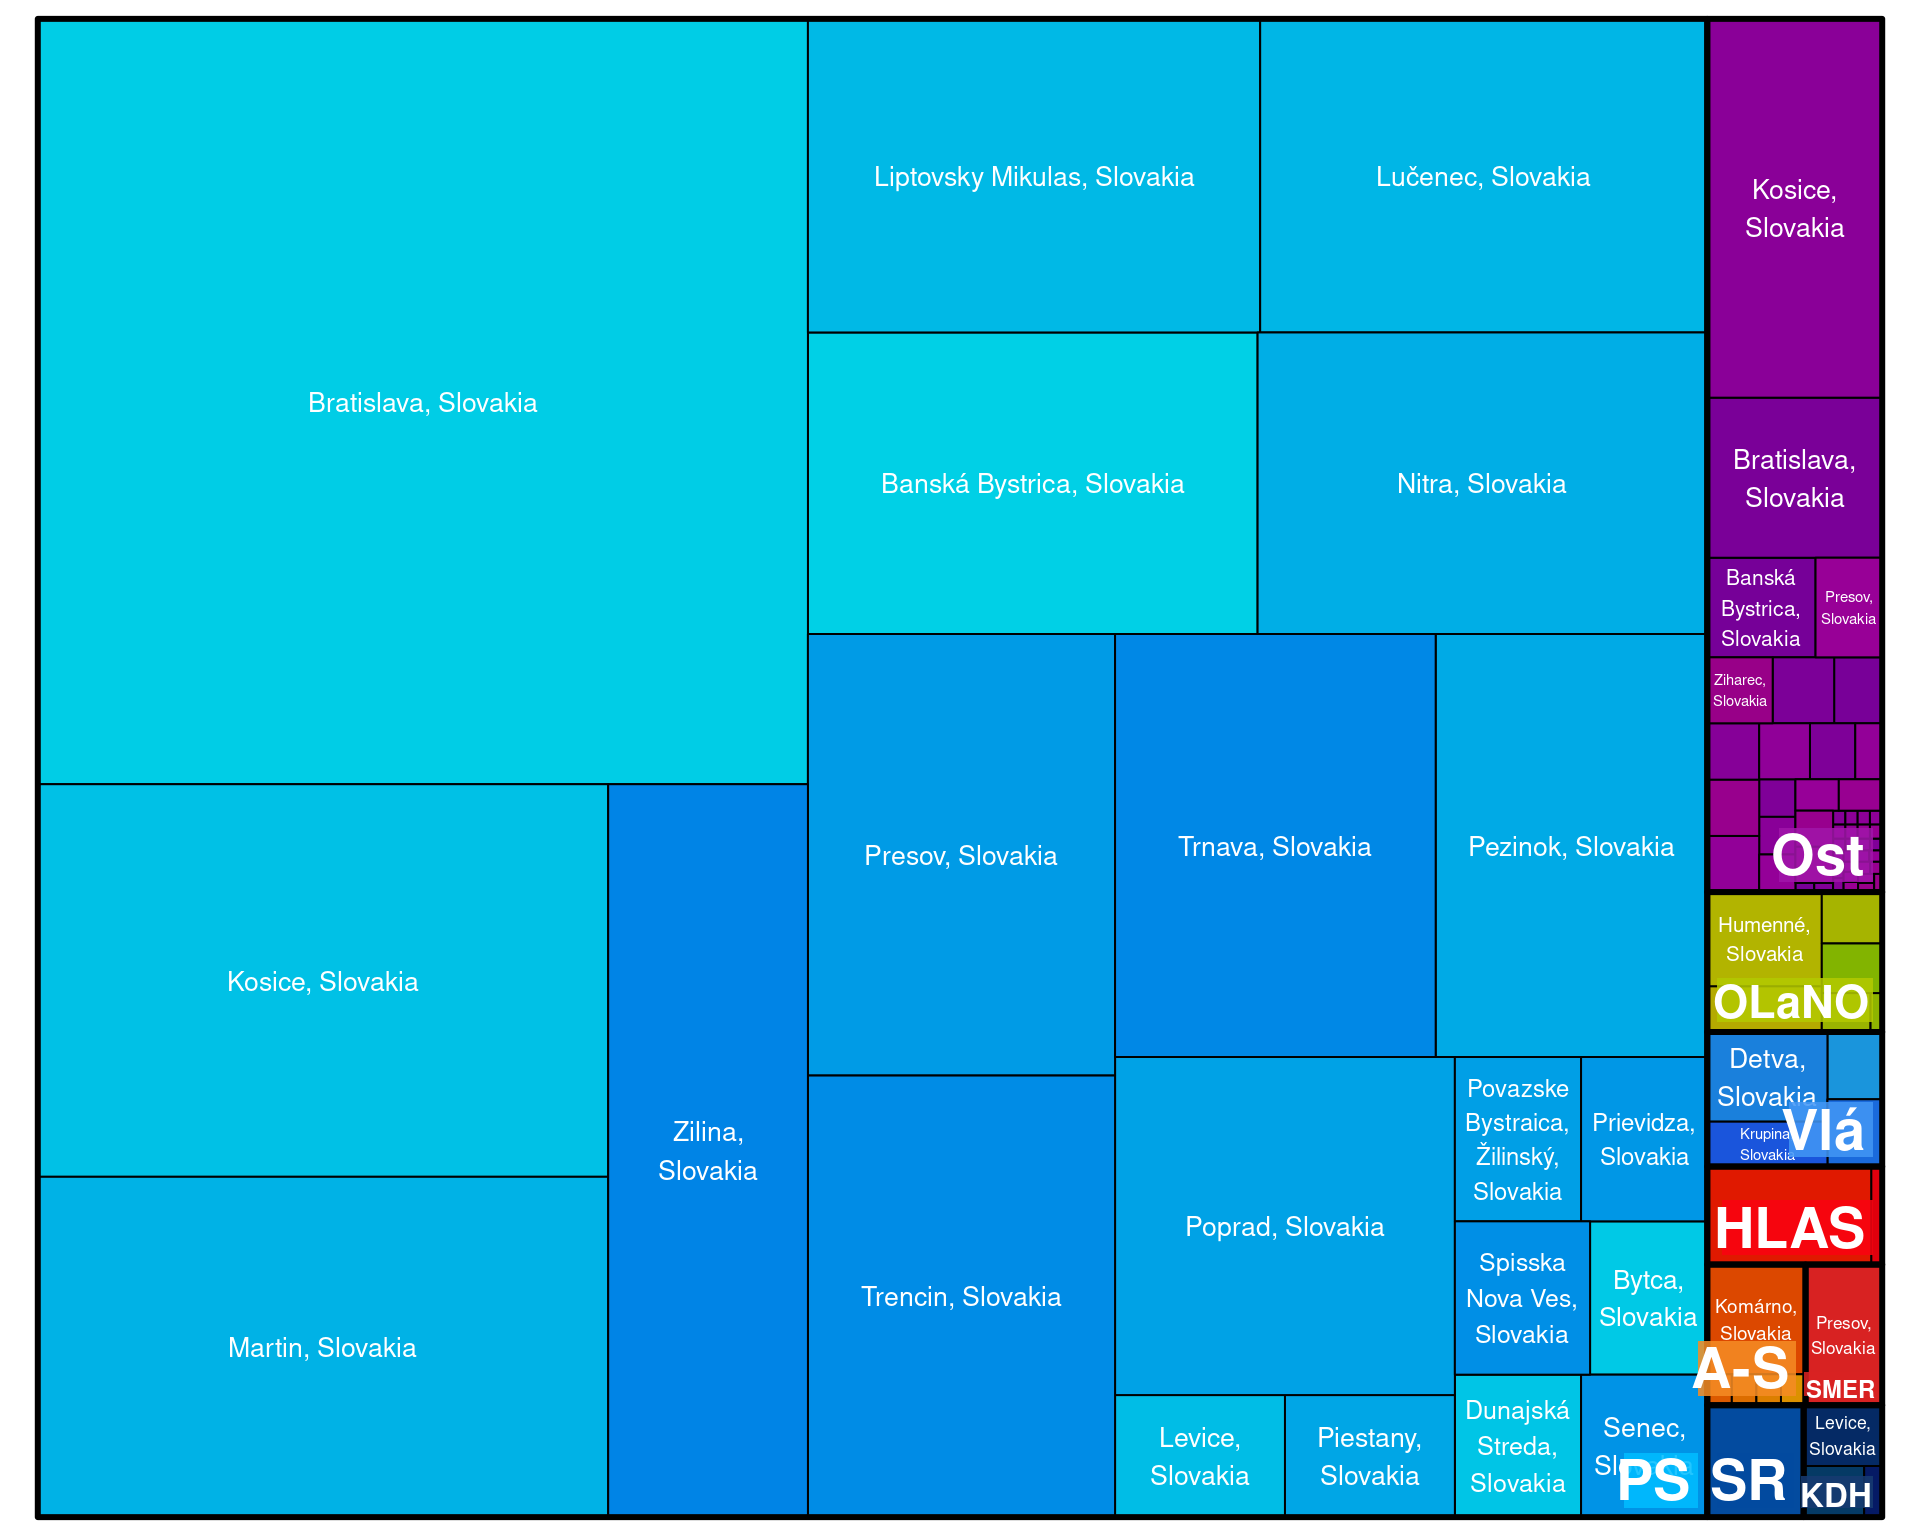 Bratislava, Slovakia
Liptovsky Mikulas, Slovakia
Lučenec, Slovakia
Banská Bystrica, Slovakia
Nitra, Slovakia
Kosice, Slovakia
Martin, Slovakia
Zilina,
Slovakia
Presov, Slovakia
Trencin, Slovakia
Trnava, Slovakia
Pezinok, Slovakia
Poprad, Slovakia
Levice,
Slovakia
Piestany,
Slovakia
Povazske
Bystraica,
Žilinský,
Slovakia
Prievidza,
Slovakia
Spisska
Nova Ves,
Slovakia
Bytca,
Slovakia
Dunajská
Streda,
Slovakia
Senec,
Slovakia
PS
Kosice,
Slovakia
Bratislava,
Slovakia
Banská
Bystrica,
Slovakia
Presov,
Slovakia
Ziharec,
Slovakia
Ost
Humenné,
Slovakia
OLaNO
Detva,
Slovakia
Krupina
Slovakia
Vlá
HLAS
Komárno,
Slovakia
A-S
Presov,
Slovakia
SMER
SR
Levice,
Slovakia
KDH